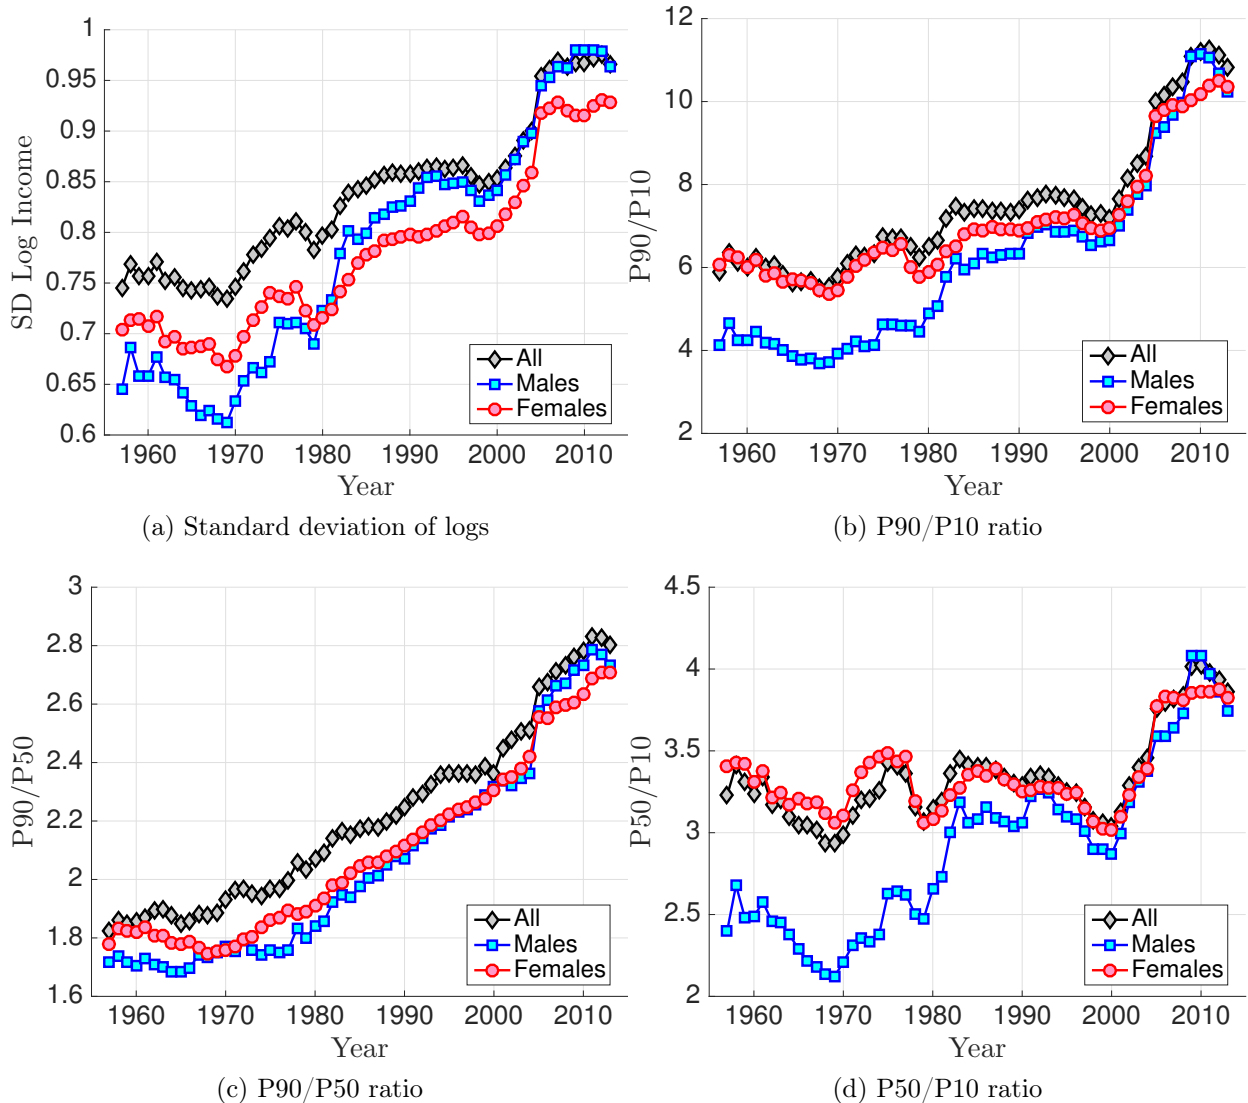 1
0.95
0.9
0.85
0.8
0.75
0.7
0.65
0.6
SD Log Income
1960 1970 1980 1990 2000 2010
Year
All
Males
Females
(a) Standard deviation of logs
12
10
8
6
4
2
P90/P10
1960 1970 1980 1990 2000 2010
Year
All
Males
Females
(b) P90/P10 ratio
3
2.8
2.6
2.4
2.2
2
1.8
1.6
P90/P50
1960 1970 1980 1990 2000 2010
Year
All
Males
Females
(c) P90/P50 ratio
4.5
4
3.5
3
2.5
2
P50/P10
1960 1970 1980 1990 2000 2010
Year
All
Males
Females
(d) P50/P10 ratio